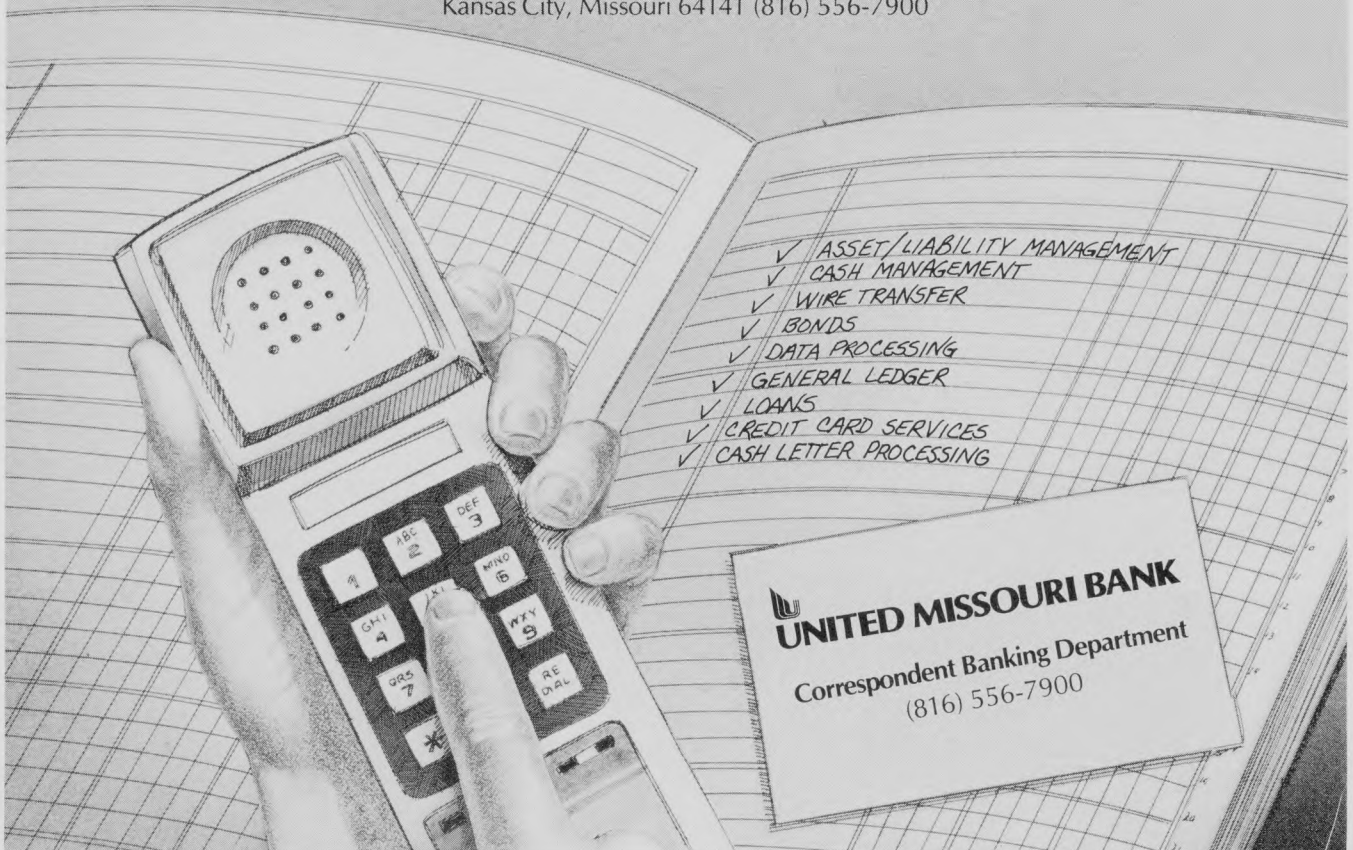 Kansas City, Missouri 64141 (816) 556-7900
✓ ASSET/LIABILITY MANAGEMENT
✓ CASH MANAGEMENT
✓ WIRE TRANSFER
✓ BONDS
✓ DATA PROCESSING
✓ GENERAL LEDGER
✓ LOANS
✓ CREDIT CARD SERVICES
✓ CASH LETTER PROCESSING
1
ABC
2
DEF
3
GHI
4
MNO
6
QRS
7
WXY
9
*
RE
DIAL
UNITED MISSOURI BANK
Correspondent Banking Department
(816) 556-7900